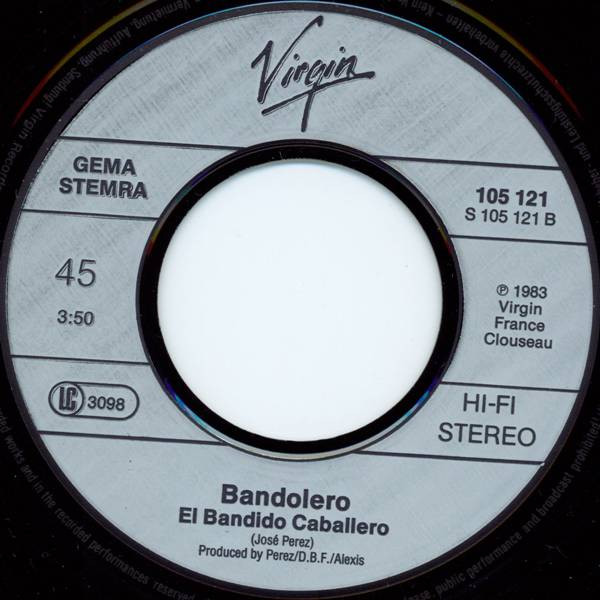 Virgin
GEMA
STEMRA
105 121
S 105 121 B
45
3:50
℗ 1983
Virgin
France
Clouseau
LC 3098
HI-FI
STEREO
Bandolero
El Bandido Caballero
(José Perez)
Produced by Perez/D.B.F./Alexis